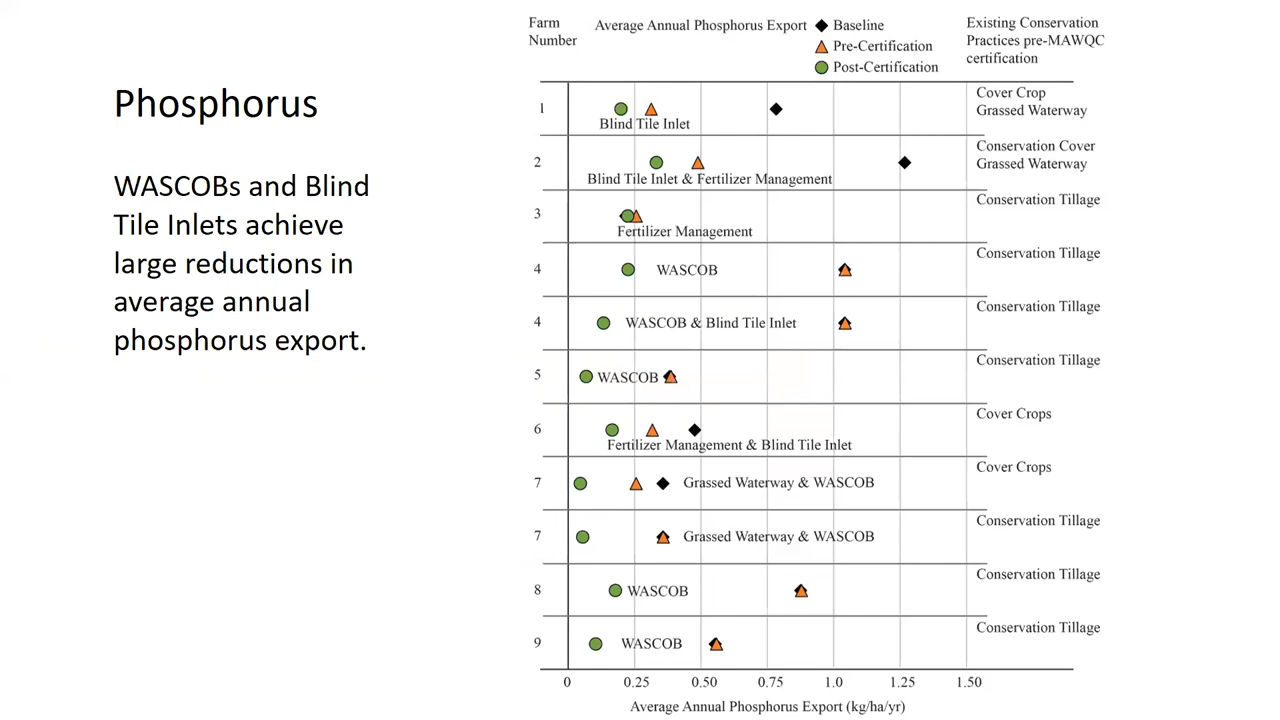 Phosphorus
WASCOBs and Blind
Tile Inlets achieve
large reductions in
average annual
phosphorus export.
Farm
Number
Average Annual Phosphorus Export
Baseline
Pre-Certification
Post-Certification
Existing Conservation
Practices pre-MAWQC
certification
1
Blind Tile Inlet
Cover Crop
Grassed Waterway
2
Blind Tile Inlet & Fertilizer Management
Conservation Cover
Grassed Waterway
3
Fertilizer Management
Conservation Tillage
4
WASCOB
Conservation Tillage
4
WASCOB & Blind Tile Inlet
Conservation Tillage
5
WASCOB
Conservation Tillage
6
Fertilizer Management & Blind Tile Inlet
Cover Crops
7
Grassed Waterway & WASCOB
Cover Crops
7
Grassed Waterway & WASCOB
Conservation Tillage
8
WASCOB
Conservation Tillage
9
WASCOB
Conservation Tillage
0 0.25 0.50 0.75 1.0 1.25 1.50
Average Annual Phosphorus Export (kg/ha/yr)